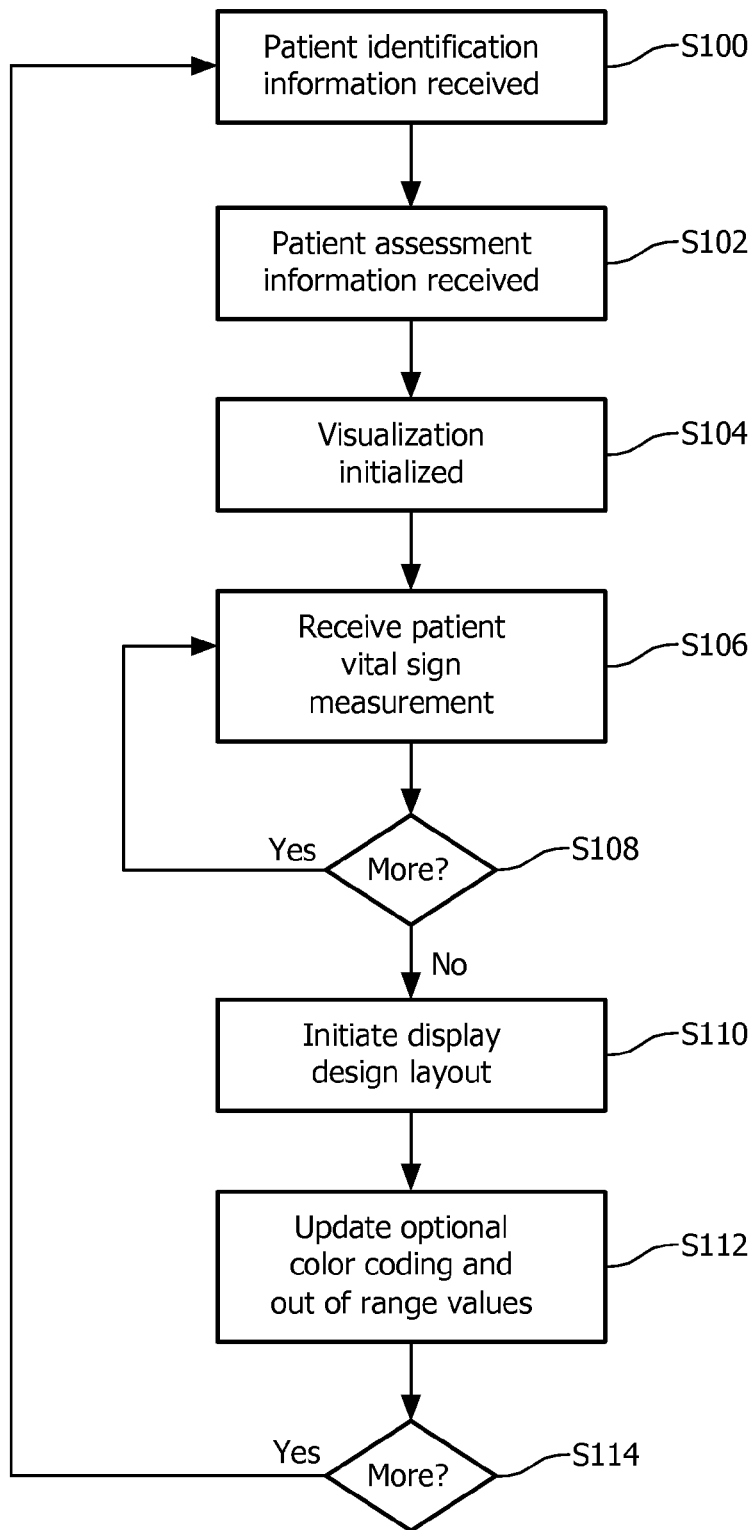 Patient identification
information received
S100
Patient assessment
information received
S102
Visualization
initialized
S104
Receive patient
vital sign
measurement
S106
Yes
More?
S108
No
Initiate display
design layout
S110
Update optional
color coding and
out of range values
S112
Yes
More?
S114